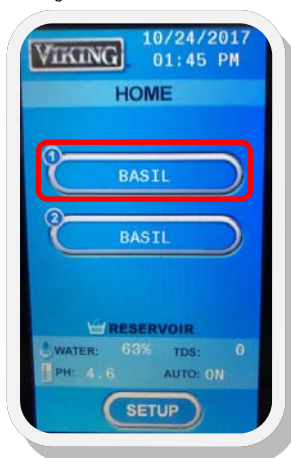 VIKING
10/24/2017
01:45 PM
HOME
1
BASIL
2
BASIL
RESERVOIR
WATER: 63% TDS: 0
PH: 4.6 AUTO: ON
SETUP